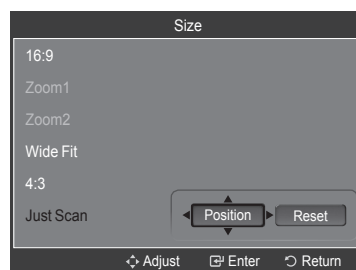 Size
16:9
Zoom1
Zoom2
Wide Fit
4:3
Just Scan Position Reset
Adjust Enter Return